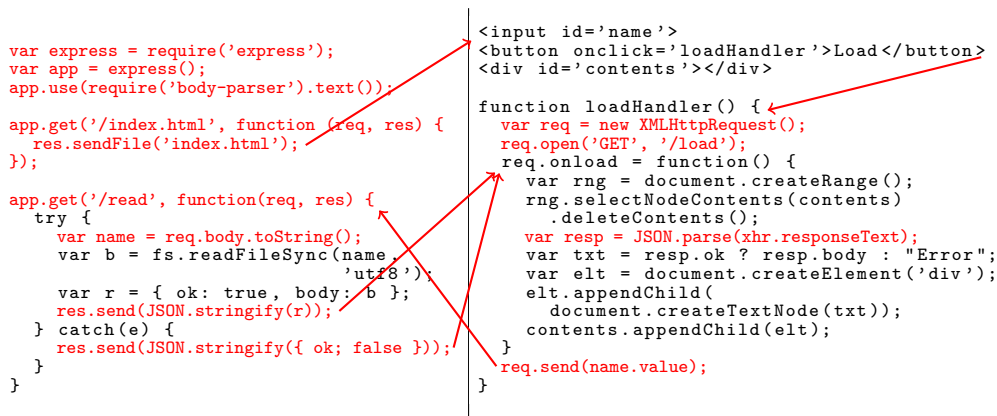 var express = require('express');
var app = express();
app.use(require('body-parser').text());
app.get('/index.html', function (req, res) {
res.sendFile('index.html');
});
app.get('/read', function(req, res) {
try {
var name = req.body.toString();
var b = fs.readFileSync(name,
'utf8');
var r = { ok: true, body: b };
res.send(JSON.stringify(r));
} catch(e) {
res.send(JSON.stringify({ ok; false }));
}
}
<input id='name'>
<button onclick='loadHandler'>Load</button>
<div id='contents'></div>
function loadHandler() {
var req = new XMLHttpRequest();
req.open('GET', '/load');
req.onload = function() {
var rng = document.createRange();
rng.selectNodeContents(contents)
.deleteContents();
var resp = JSON.parse(xhr.responseText);
var txt = resp.ok ? resp.body : "Error";
var elt = document.createElement('div');
elt.appendChild(
document.createTextNode(txt));
contents.appendChild(elt);
}
req.send(name.value);
}